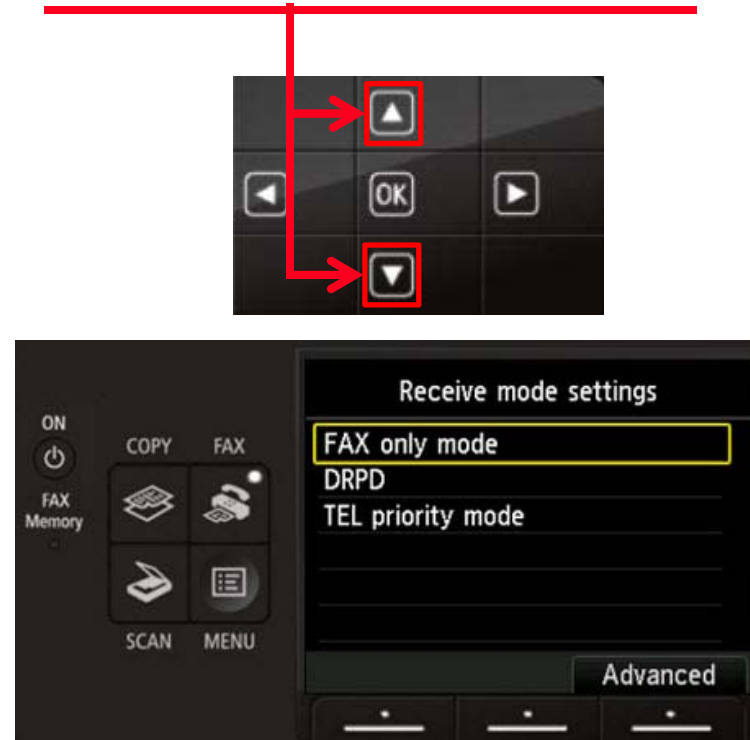 OK
Receive mode settings
ON
COPY FAX
FAX only mode
DRPD
FAX
Memory
TEL priority mode
SCAN MENU
Advanced